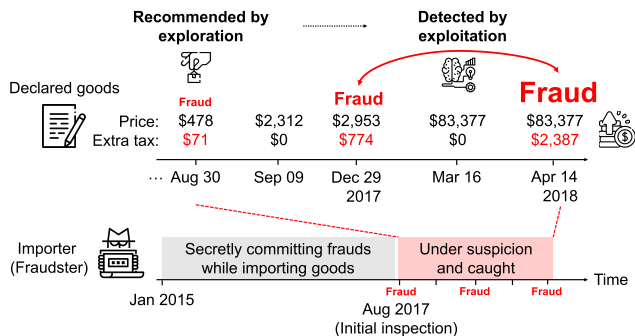 Recommended by
exploration
Detected by
exploitation
Declared goods
Fraud
Fraud
Fraud
Price: $478 $2,312 $2,953 $83,377 $83,377
Extra tax: $71 $0 $774 $0 $2,387
... Aug 30 Sep 09 Dec 29 Mar 16 Apr 14
2017 2018
Importer
(Fraudster)
Secretly committing frauds
while importing goods
Under suspicion
and caught
Time
Jan 2015
Fraud Fraud Fraud
Aug 2017
(Initial inspection)